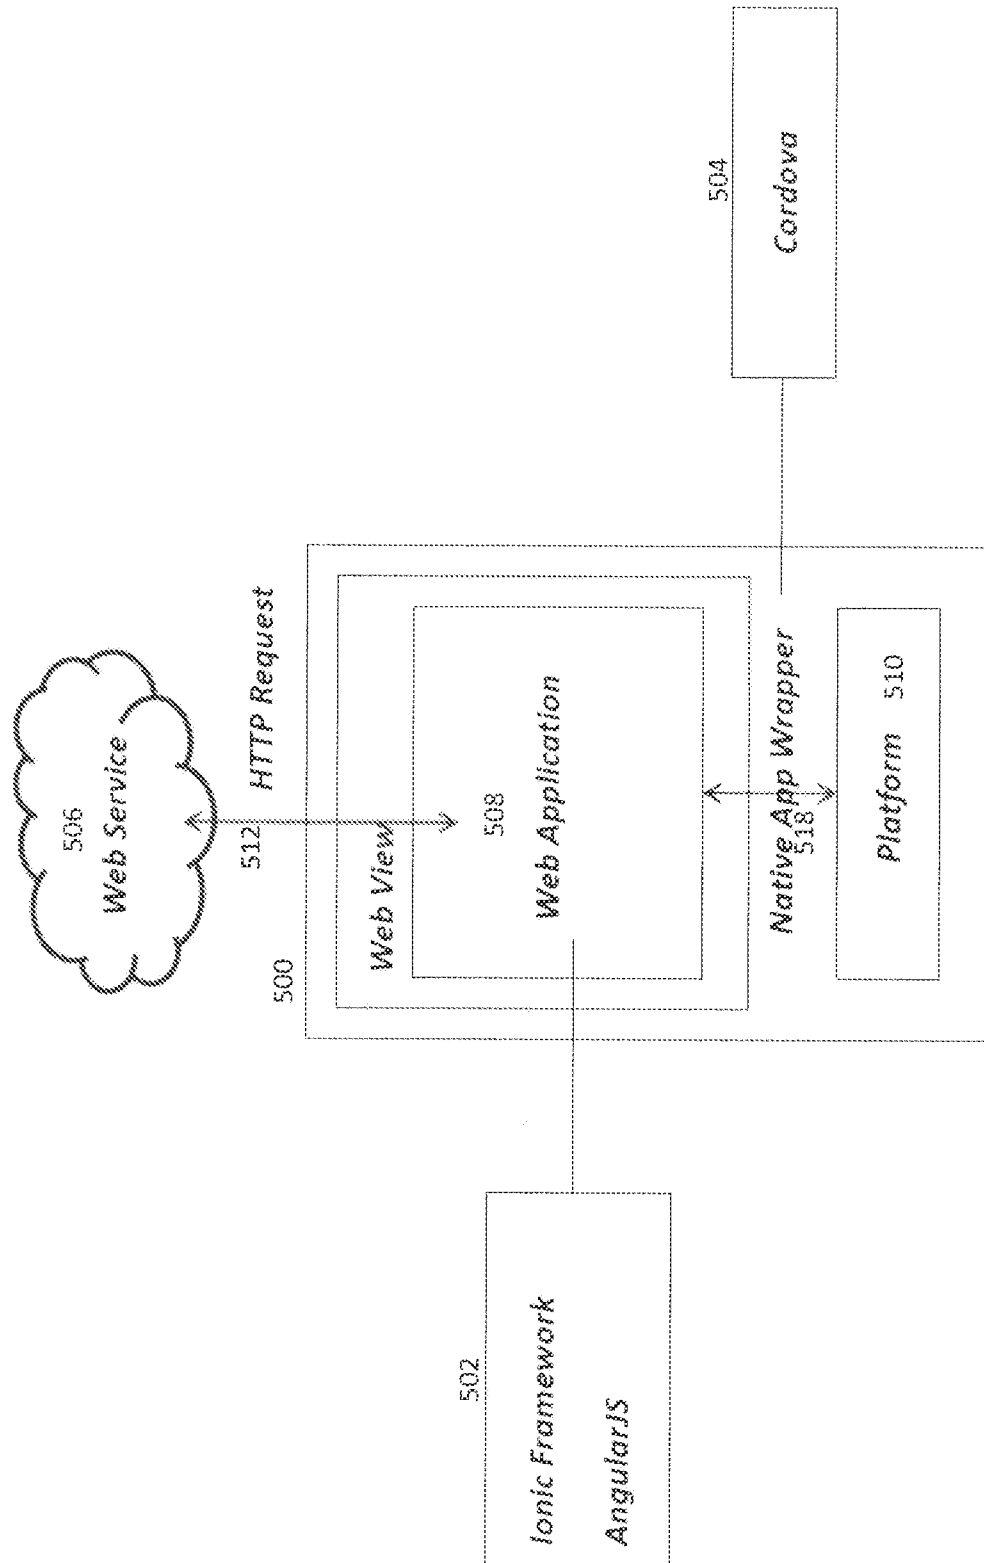 506
Web Service
512
HTTP Request
500
Web View
508
Web Application
502
Ionic Framework
AngularJS
504
Cordova
Native App Wrapper
518
Platform 510